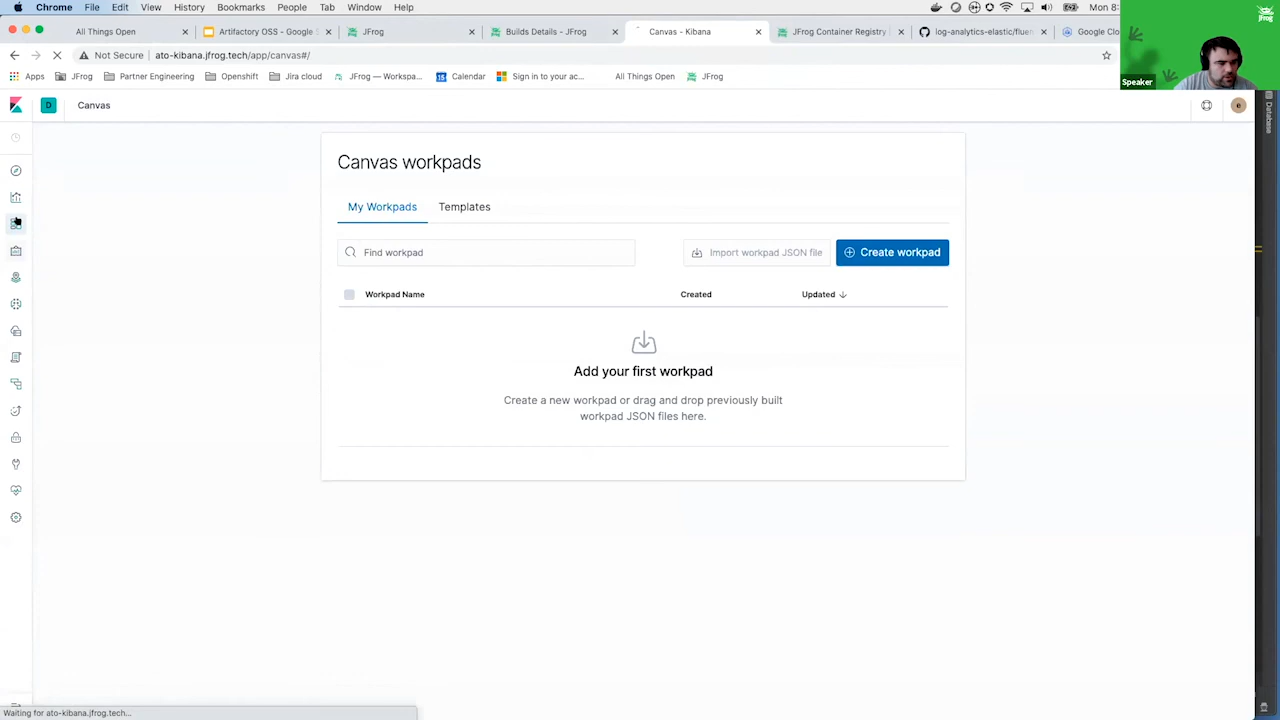 Chrome File Edit View History Bookmarks People Tab Window Help Mon 8:
JFrog
All Things Open Artifactory OSS - Google S JFrog Builds Details - JFrog Canvas - Kibana JFrog Container Registry log-analytics-elastic/fluen Google Clo
Not Secure ato-kibana.jfrog.tech/app/canvas#/
Apps JFrog Partner Engineering Openshift Jira cloud JFrog — Workspa... Calendar Sign in to your ac... All Things Open JFrog
Speaker
D Canvas e
Database
Canvas workpads
My Workpads Templates
Find workpad Import workpad JSON file Create workpad
Workpad Name Created Updated
Add your first workpad
Create a new workpad or drag and drop previously built
workpad JSON files here.
Waiting for ato-kibana.jfrog.tech...